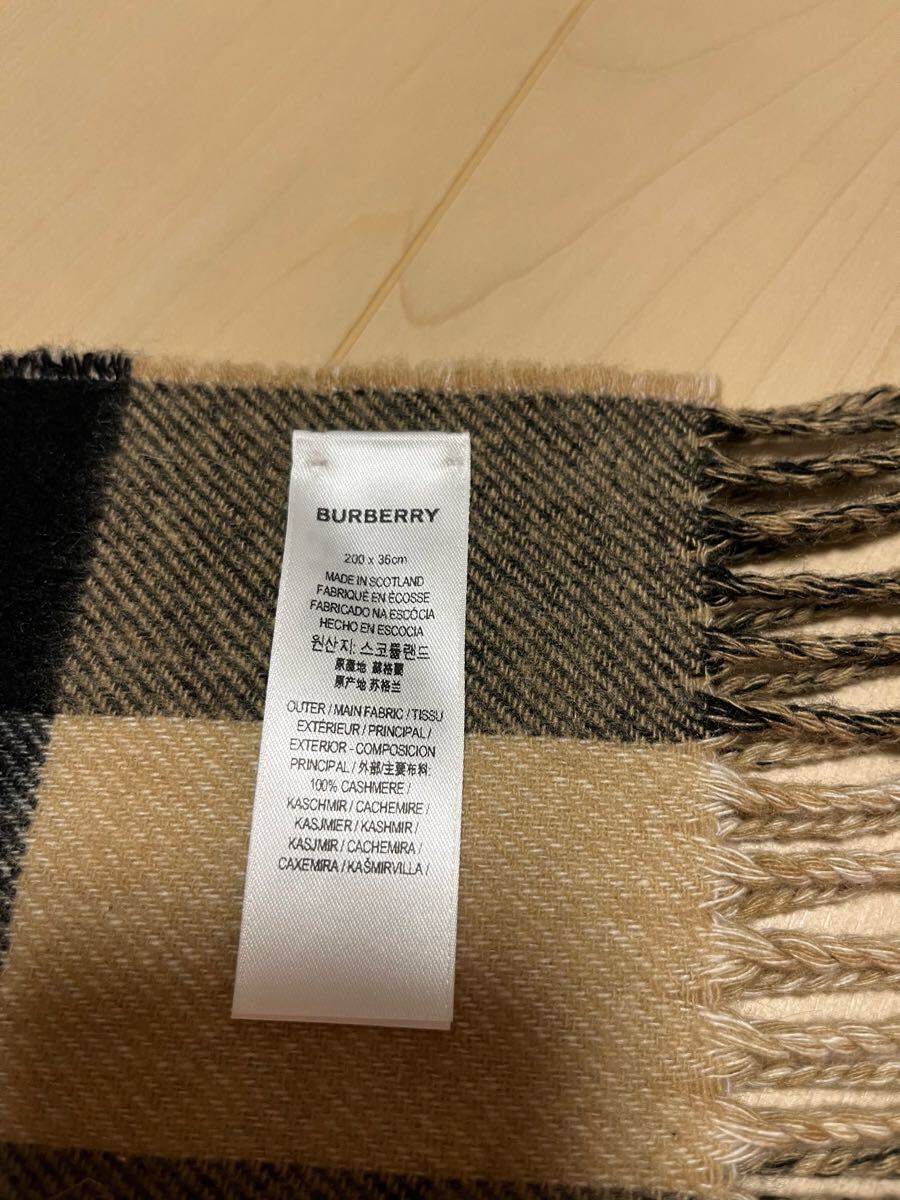 BURBERRY
200 x 36cm
MADE IN SCOTLAND
FABRIQUÉ EN ÉCOSSE
FABRICADO NA ESCÓCIA
HECHO EN ESCOCIA
원산지: 스코틀랜드
原產地 蘇格蘭
原产地 苏格兰
OUTER / MAIN FABRIC / TISSU
EXTÉRIEUR / PRINCIPAL /
EXTERIOR - COMPOSICION
PRINCIPAL / 外部/主要布料:
100% CASHMERE /
KASCHMIR / CACHEMIRE /
KASJMIER / KASHMIR /
KASJMIR / CACHEMIRA /
CAXEMIRA / KAŠMIRVILLA /